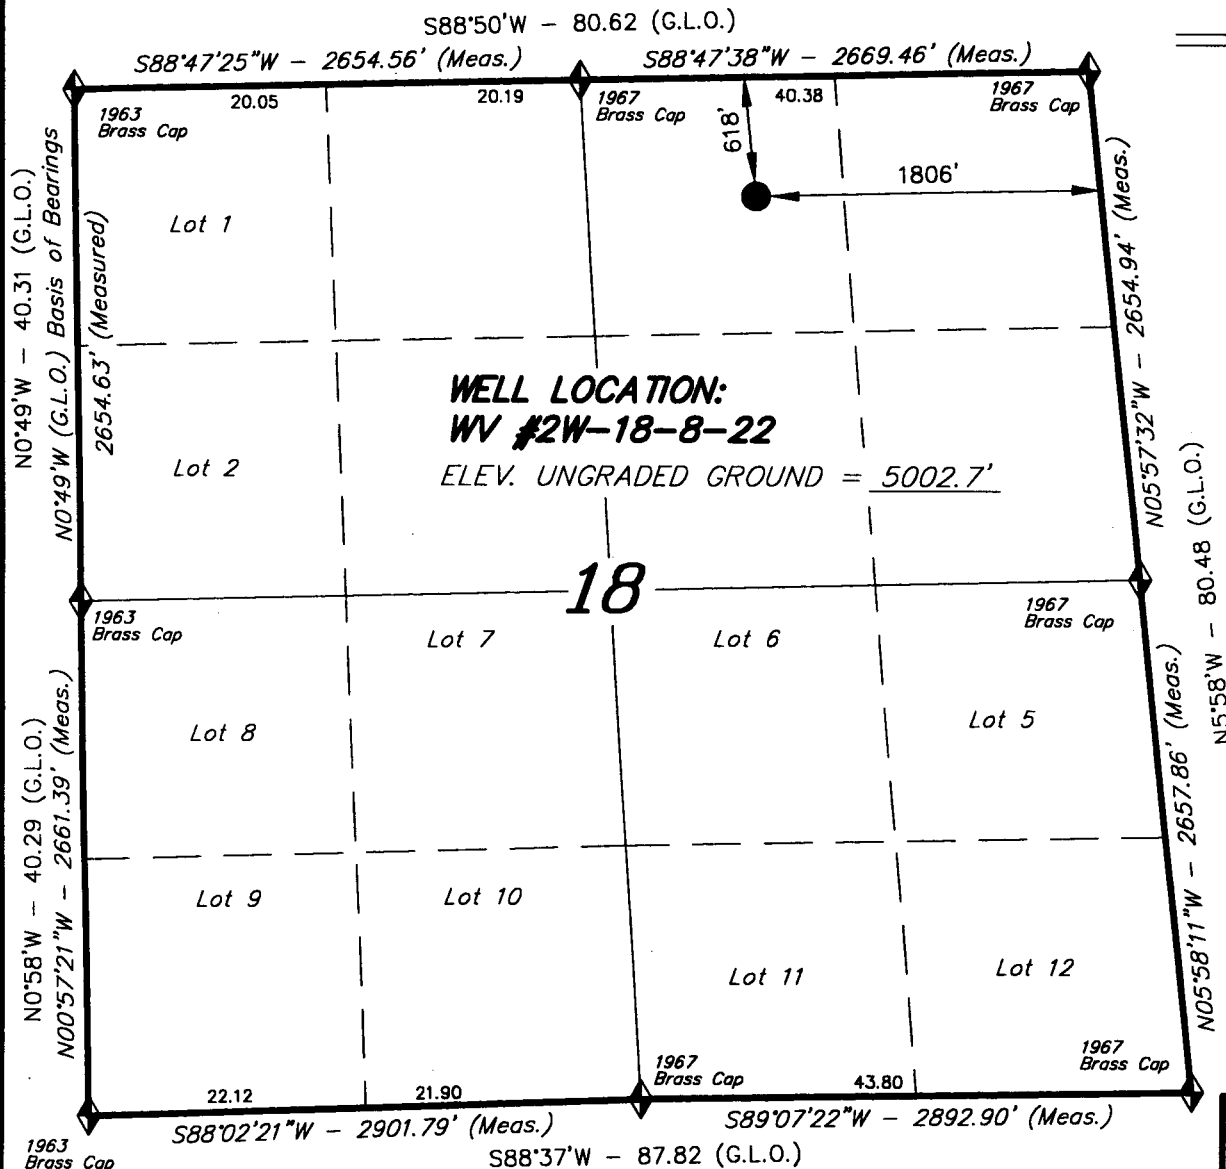 S88°50'W – 80.62 (G.L.O.)
S88°47'25"W – 2654.56' (Meas.)
S88°47'38"W – 2669.46' (Meas.)
1963
Brass Cap
20.05
20.19
1967
Brass Cap
40.38
1967
Brass Cap
618'
1806'
N0°49'W – 40.31 (G.L.O.)
N0°49'W (G.L.O.) Basis of Bearings
2654.63' (Measured)
Lot 1
N05°57'32"W – 2654.94' (Meas.)
WELL LOCATION:
WV #2W–18–8–22
Lot 2
ELEV. UNGRADED GROUND = 5002.7'
N5°58'W – 80.48 (G.L.O.)
18
1963
Brass Cap
1967
Brass Cap
Lot 7
Lot 6
Lot 8
Lot 5
N0°58'W – 40.29 (G.L.O.)
N00°57'21"W – 2661.39' (Meas.)
N05°58'11"W – 2657.86' (Meas.)
Lot 9
Lot 10
Lot 11
Lot 12
1967
Brass Cap
1967
Brass Cap
22.12
21.90
43.80
S88°02'21"W – 2901.79' (Meas.)
S89°07'22"W – 2892.90' (Meas.)
1963
Brass Cap
S88°37'W – 87.82 (G.L.O.)